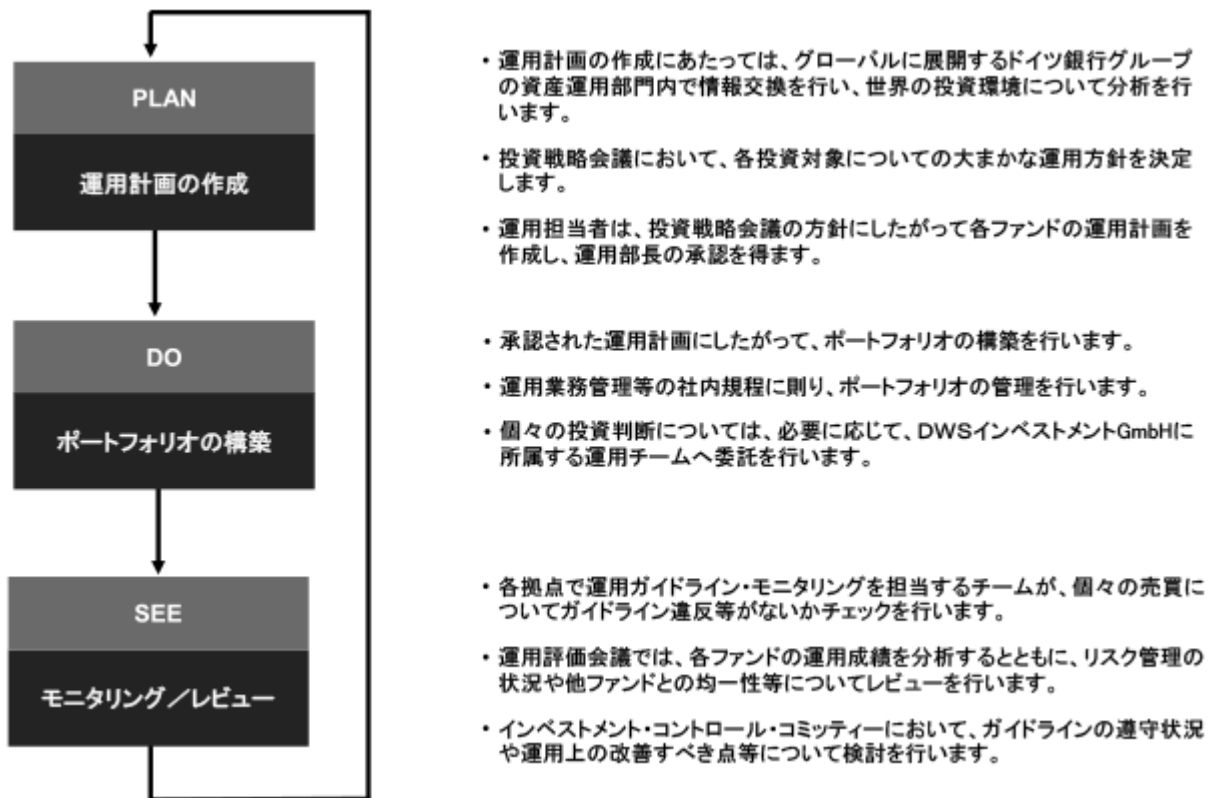 PLAN
運用計画の作成
・運用計画の作成にあたっては、グローバルに展開するドイツ銀行グループ
の資産運用部門内で情報交換を行い、世界の投資環境について分析を行
います。
・投資戦略会議において、各投資対象についての大まかな運用方針を決定
します。
・運用担当者は、投資戦略会議の方針にしたがって各ファンドの運用計画を
作成し、運用部長の承認を得ます。
DO
ポートフォリオの構築
・承認された運用計画にしたがって、ポートフォリオの構築を行います。
・運用業務管理等の社内規程に則り、ポートフォリオの管理を行います。
・個々の投資判断については、必要に応じて、DWSインベストメントGmbHに
所属する運用チームへ委託を行います。
SEE
モニタリング/レビュー
・各拠点で運用ガイドライン・モニタリングを担当するチームが、個々の売買に
ついてガイドライン違反等がないかチェックを行います。
・運用評価会議では、各ファンドの運用成績を分析するとともに、リスク管理の
状況や他ファンドとの均一性等についてレビューを行います。
・インベストメント・コントロール・コミッティーにおいて、ガイドラインの遵守状況
や運用上の改善すべき点等について検討を行います。